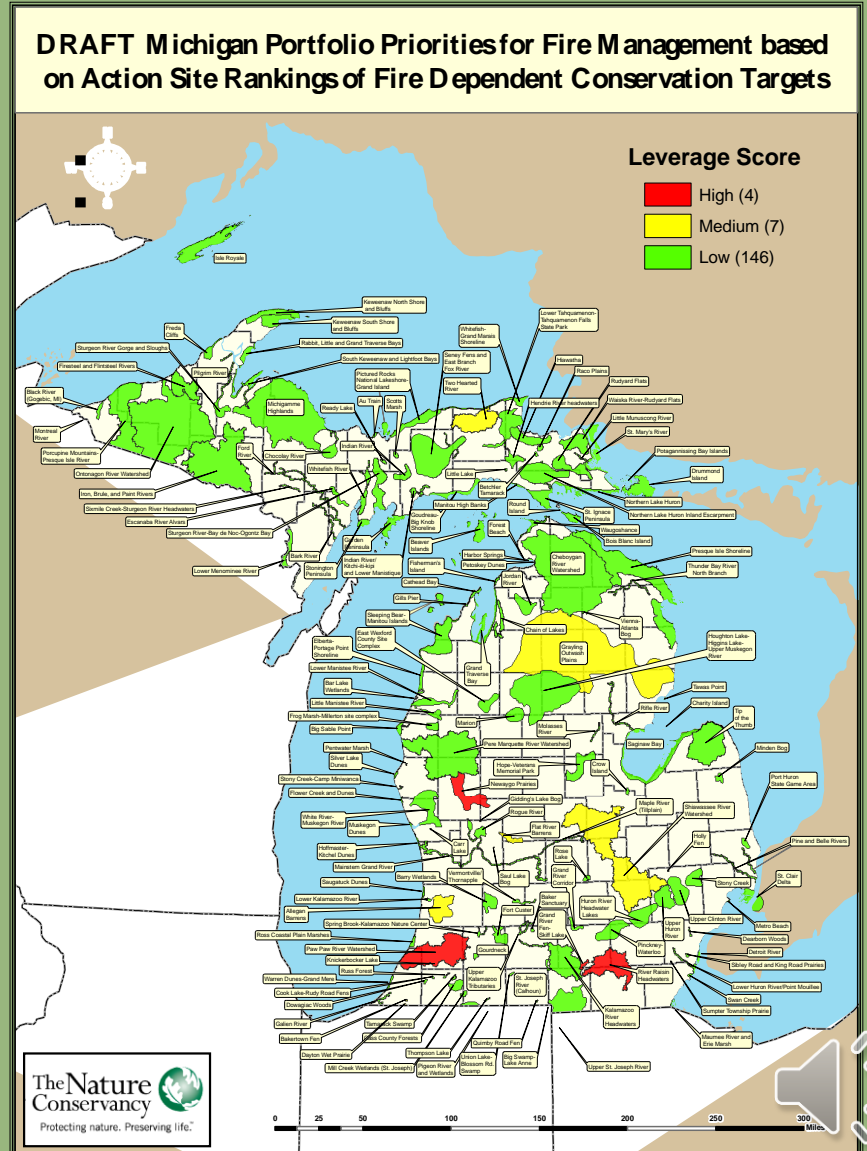 DRAFT Michigan Portfolio Priorities for Fire Management based
on Action Site Rankings of Fire Dependent Conservation Targets
Leverage Score
High (4)
Medium (7)
Low (146)
Isle Royale
Keweenaw North Shore
and Bluffs
Keweenaw South Shore
and Bluffs
Freda
Cliffs
Sturgeon River Gorge and Sloughs
Rabbit, Little and Grand Traverse Bays
Firesteel and Flintsteel Rivers
Pilgrim River
South Keweenaw and Lightfoot Bays
Lower Tahquamenon-
Tahquamenon Falls
State Park
Whitefish-
Grand Marais
Shoreline
Seney Fens and
East Branch
Fox River
Pictured Rocks
National Lakeshore-
Grand Island
Two Hearted
River
Hiawatha
Raco Plains
Rudyard Flats
Black River
(Gogebic, MI)
Michigamme
Highlands
Ready Lake
Au Train
Scotts
Marsh
Hendrie River headwaters
Waiska River-Rudyard Flats
Little Munuscong River
St. Mary's River
Montreal
River
Porcupine Mountains-
Presque Isle River
Ford
River
Chocolay River
Indian River
Potagannissing Bay Islands
Ontonagon River Watershed
Whitefish River
Little Lake
Drummond
Island
Iron, Brule, and Paint Rivers
Betchler
Tamarack
Sixmile Creek-Sturgeon River Headwaters
Manitou High Banks
Round
Island
Northern Lake Huron
Escanaba River Alvars
Goudreau-
Big Knob
Shoreline
St. Ignace
Peninsula
Northern Lake Huron Inland Escarpment
Sturgeon River-Bay de Noc-Ogontz Bay
Forest
Beach
Waugoshance
Garden
Peninsula
Beaver
Islands
Bois Blanc Island
Bark River
Harbor Springs
Presque Isle Shoreline
Lower Menominee River
Stonington
Peninsula
Indian River/
Kitchi-iti-kipi
and Lower Manistique
Fisherman's
Island
Petoskey Dunes
Cheboygan
River
Watershed
Thunder Bay River
North Branch
Cathead Bay
Jordan
River
Gills Pier
Sleeping Bear-
Manitou Islands
Chain of Lakes
Vienna-
Atlanta
Bog
East Wexford
County Site
Complex
Elberta-
Portage Point
Shoreline
Houghton Lake-
Higgins Lake-
Upper Muskegon
River
Grayling
Outwash
Plains
Lower Manistee River
Grand
Traverse
Bay
Bar Lake
Wetlands
Tawas Point
Little Manistee River
Rifle River
Charity Island
Frog Marsh-Millerton site complex
Marion
Tip
of the
Thumb
Big Sable Point
Molasses
River
Pere Marquette River Watershed
Saginaw Bay
Pentwater Marsh
Minden Bog
Silver Lake
Dunes
Hope-Veterans
Memorial Park
Crow
Island
Stony Creek-Camp Miniwanca
Newaygo Prairies
Port Huron
State Game Area
Flower Creek and Dunes
Gidding's Lake Bog
Maple River
(Tillplain)
Shiawassee River
Watershed
White River-
Muskegon River
Rogue River
Muskegon
Dunes
Flat River
Barrens
Holly
Fen
Hoffmaster-
Kitchel Dunes
Carr
Lake
Rose
Lake
Pine and Belle Rivers
Mainstem Grand River
Barry Wetlands
Vermontville/
Thornapple
Saul Lake
Bog
Grand
River
Corridor
St. Clair
Delta
Saugatuck Dunes
Stony Creek
Lower Kalamazoo River
Fort Custer
Baker
Sanctuary
Huron River
Headwater
Lakes
Allegan
Barrens
Upper Clinton River
Spring Brook-Kalamazoo Nature Center
Grand
River
Fen-
Skiff Lake
Upper
Huron
River
Metro Beach
Ross Coastal Plain Marshes
Dearborn Woods
Paw Paw River Watershed
Gourdneck
Pinckney-
Waterloo
Detroit River
Knickerbocker Lake
Sibley Road and King Road Prairies
Russ Forest
Upper
Kalamazoo
Tributaries
St. Joseph
River
(Calhoun)
River Raisin
Headwaters
Warren Dunes-Grand Mere
Lower Huron River/Point Mouillee
Cook Lake-Rudy Road Fens
Swan Creek
Dowagiac Woods
Kalamazoo
River
Headwaters
Sumpter Township Prairie
Galien River
Tamarack Swamp
Bakertown Fen
Cass County Forests
Quimby Road Fen
Maumee River and
Erie Marsh
Dayton Wet Prairie
Thompson Lake
Mill Creek Wetlands (St. Joseph)
Pigeon River
and Wetlands
Union Lake-
Blossom Rd.
Swamp
Big Swamp-
Lake Anne
Upper St. Joseph River
The Nature
Conservancy
Protecting nature. Preserving life.™
0 25 50 100 150 200 250 300
Miles